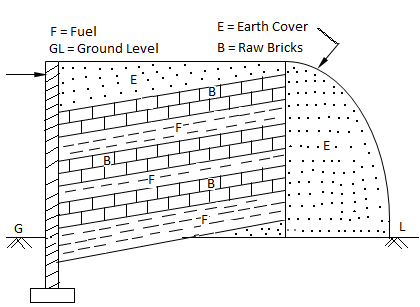 F = Fuel
E = Earth Cover
GL = Ground Level
B = Raw Bricks
E
B
F
E
B
F
B
F
G
L